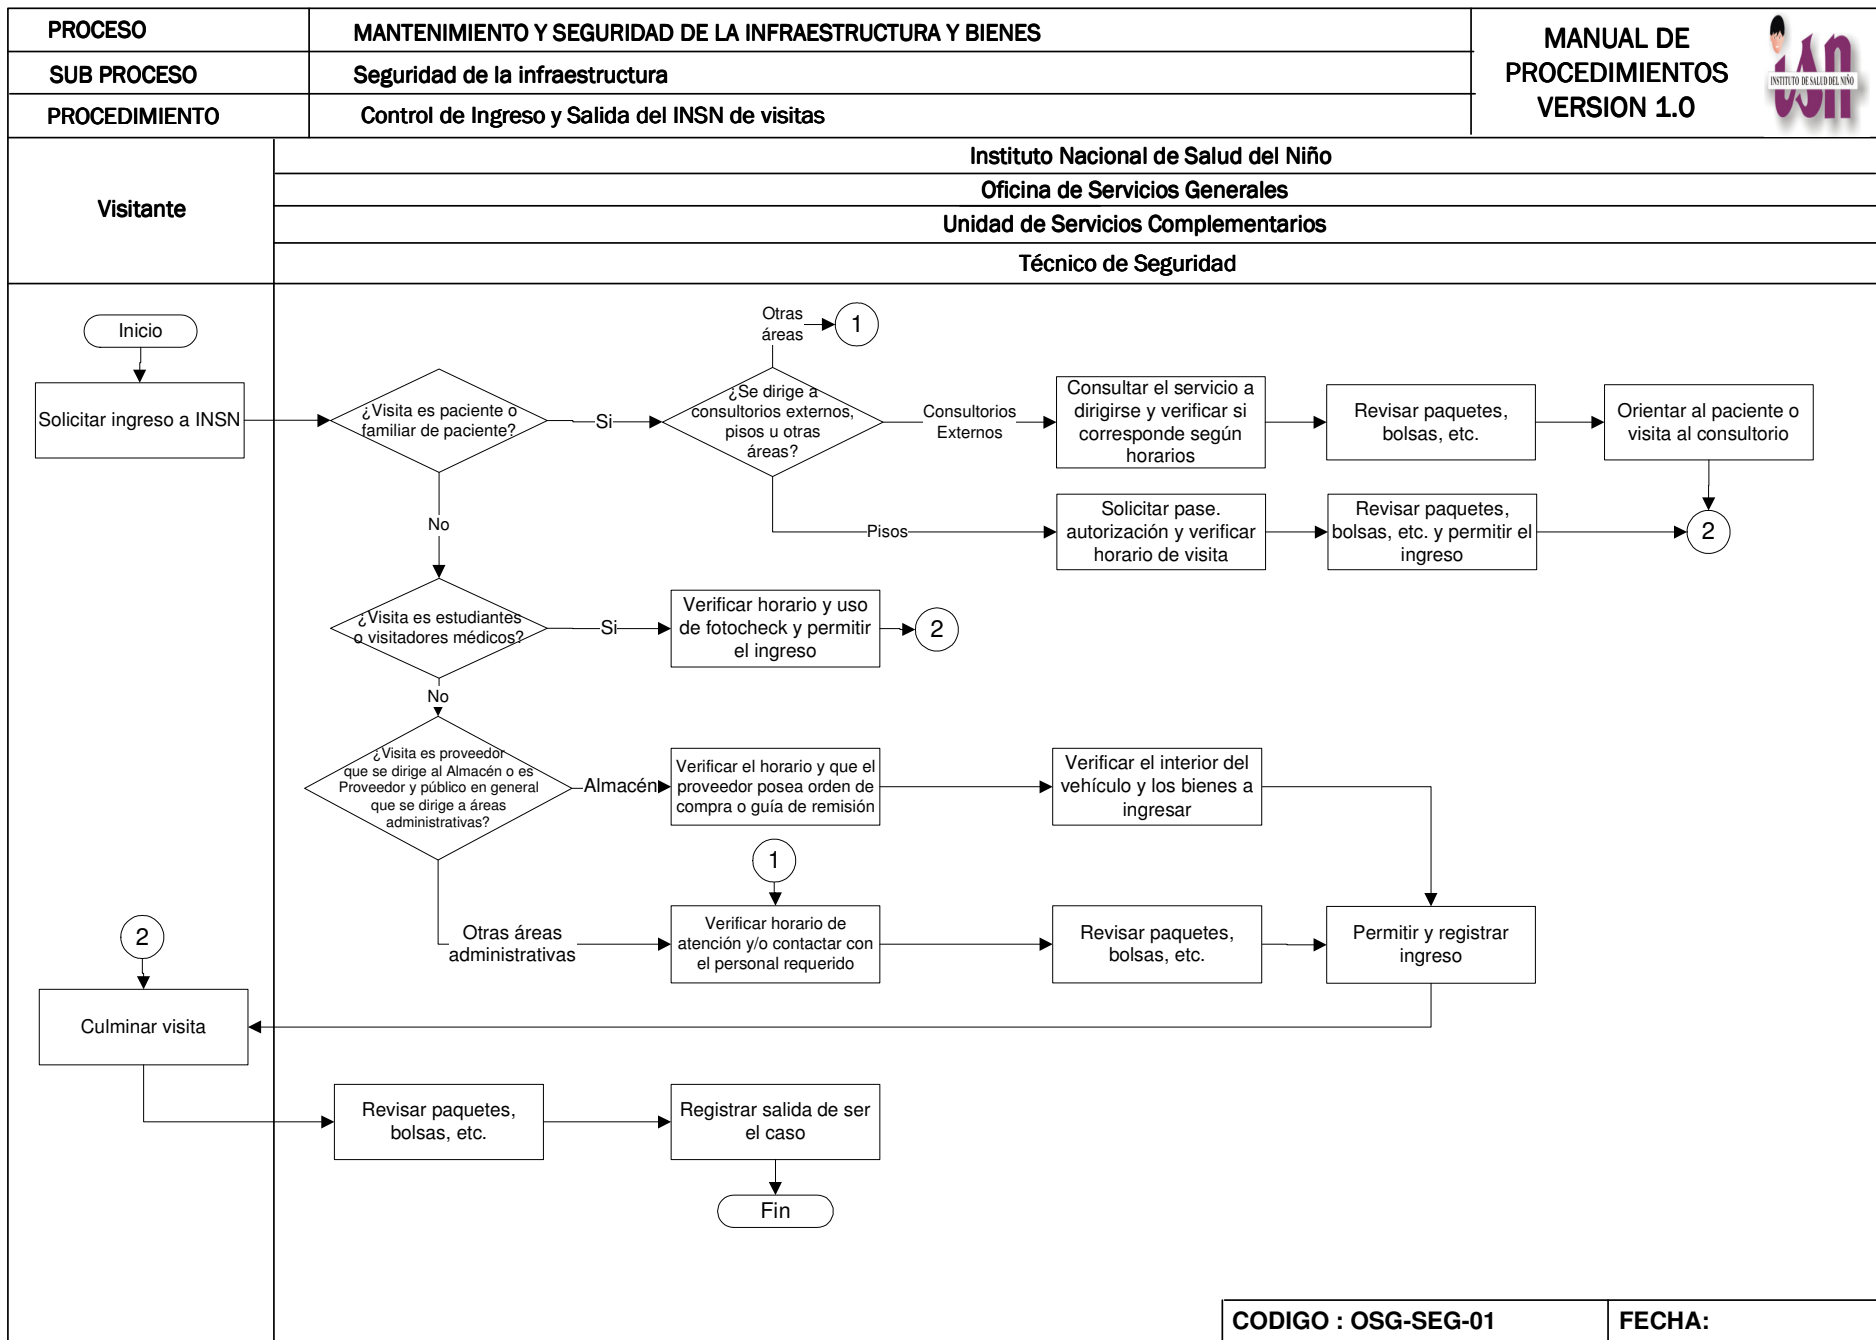 PROCESO
MANTENIMIENTO Y SEGURIDAD DE LA INFRAESTRUCTURA Y BIENES
SUB PROCESO
Seguridad de la infraestructura
PROCEDIMIENTO
Control de Ingreso y Salida del INSN de visitas
MANUAL DE
PROCEDIMIENTOS
VERSION 1.0
isn
INSTITUTO DE SALUD DEL NIÑO
Visitante
Instituto Nacional de Salud del Niño
Oficina de Servicios Generales
Unidad de Servicios Complementarios
Técnico de Seguridad
Inicio
Solicitar ingreso a INSN
¿Visita es paciente o
familiar de paciente?
Si
Otras
áreas
1
¿Se dirige a
consultorios externos,
pisos u otras
áreas?
Consultorios
Externos
Consultar el servicio a
dirigirse y verificar si
corresponde según
horarios
Revisar paquetes,
bolsas, etc.
Orientar al paciente o
visita al consultorio
No
Pisos
Solicitar pase.
autorización y verificar
horario de visita
Revisar paquetes,
bolsas, etc. y permitir el
ingreso
2
¿Visita es estudiantes
o visitadores médicos?
Si
Verificar horario y uso
de fotocheck y permitir
el ingreso
2
No
¿Visita es proveedor
que se dirige al Almacén o es
Proveedor y público en general
que se dirige a áreas
administrativas?
Almacén
Verificar el horario y que el
proveedor posea orden de
compra o guía de remisión
Verificar el interior del
vehículo y los bienes a
ingresar
1
Otras áreas
administrativas
Verificar horario de
atención y/o contactar con
el personal requerido
Revisar paquetes,
bolsas, etc.
Permitir y registrar
ingreso
2
Culminar visita
Revisar paquetes,
bolsas, etc.
Registrar salida de ser
el caso
Fin
CODIGO : OSG-SEG-01
FECHA: